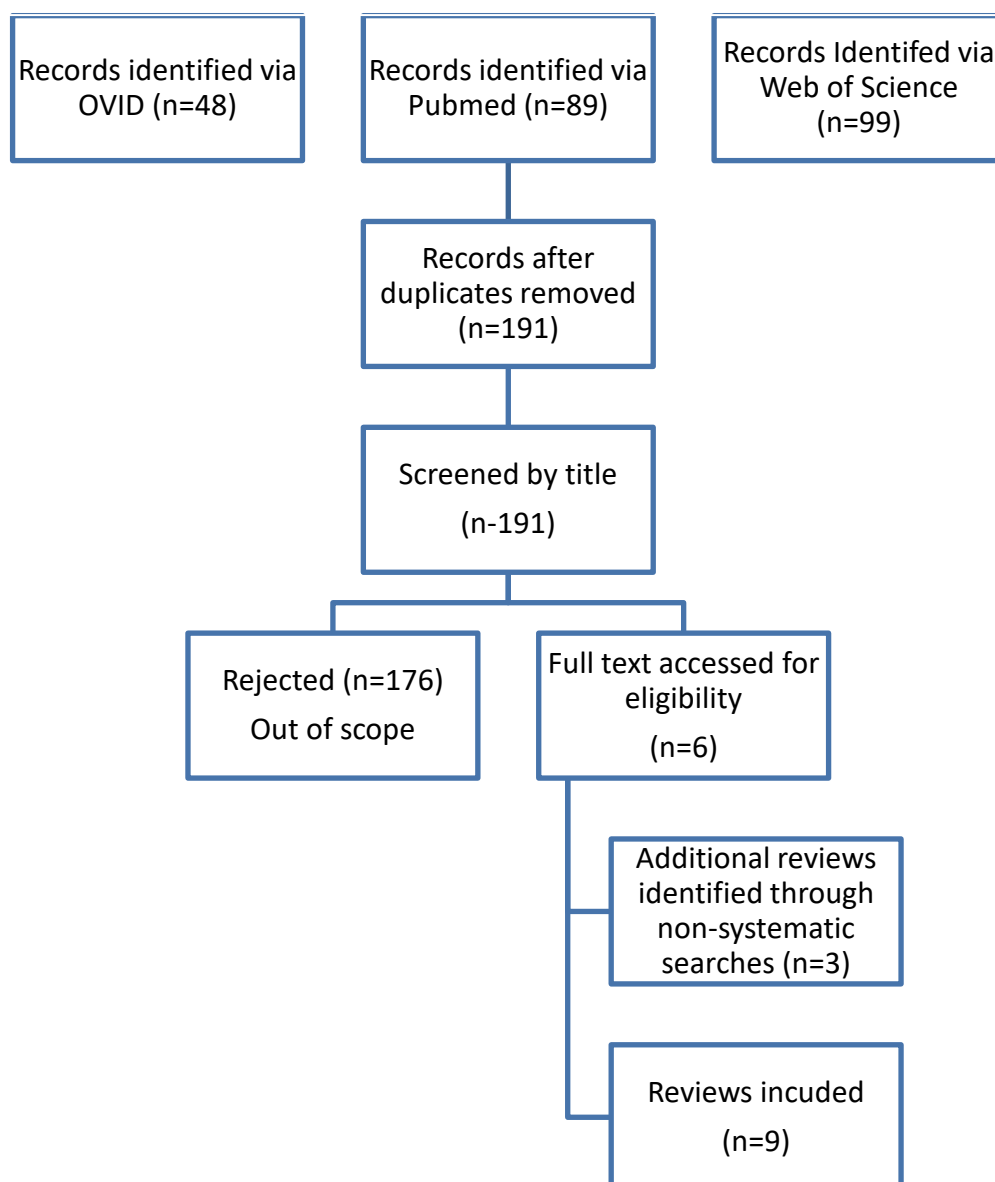 Records identified via
OVID (n=48)
Records identified via
Pubmed (n=89)
Records Identifed via
Web of Science
(n=99)
Records after
duplicates removed
(n=191)
Screened by title
(n-191)
Rejected (n=176)
Out of scope
Full text accessed for
eligibility
(n=6)
Additional reviews
identified through
non-systematic
searches (n=3)
Reviews incuded
(n=9)